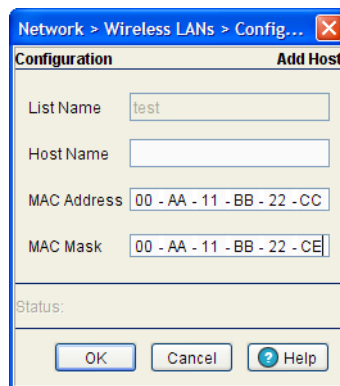 Network > Wireless LANs > Config...
Configuration Add Host
List Name test
Host Name
MAC Address 00 - AA - 11 - BB - 22 - CC
MAC Mask 00 - AA - 11 - BB - 22 - CE
Status:
OK Cancel ? Help